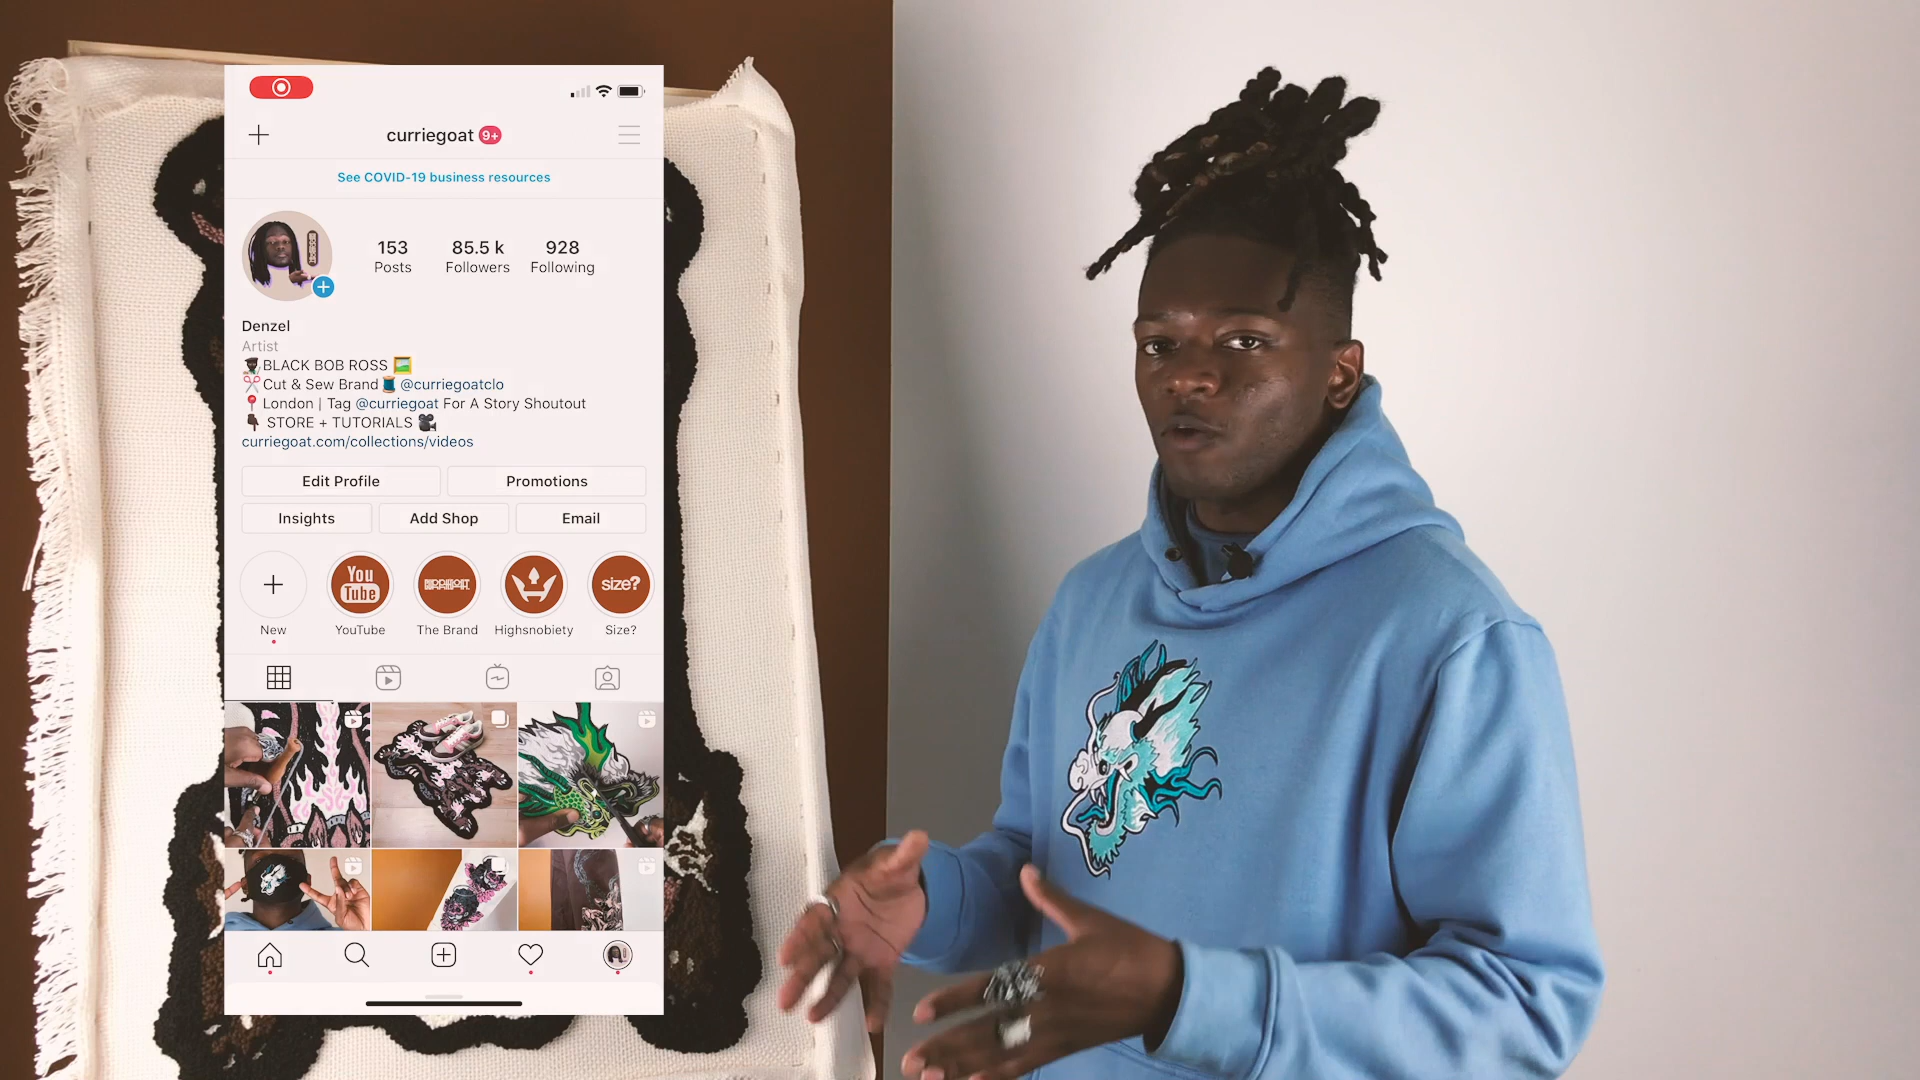 curriegoat 9+
See COVID-19 business resources
153 85.5 k 928
Posts Followers Following
Denzel
Artist
BLACK BOB ROSS
Cut & Sew Brand @curriegoatclo
London | Tag @curriegoat For A Story Shoutout
STORE + TUTORIALS
curriegoat.com/collections/videos
Edit Profile Promotions
Insights Add Shop Email
You
Tube
size?
New YouTube The Brand Highsnobiety Size?